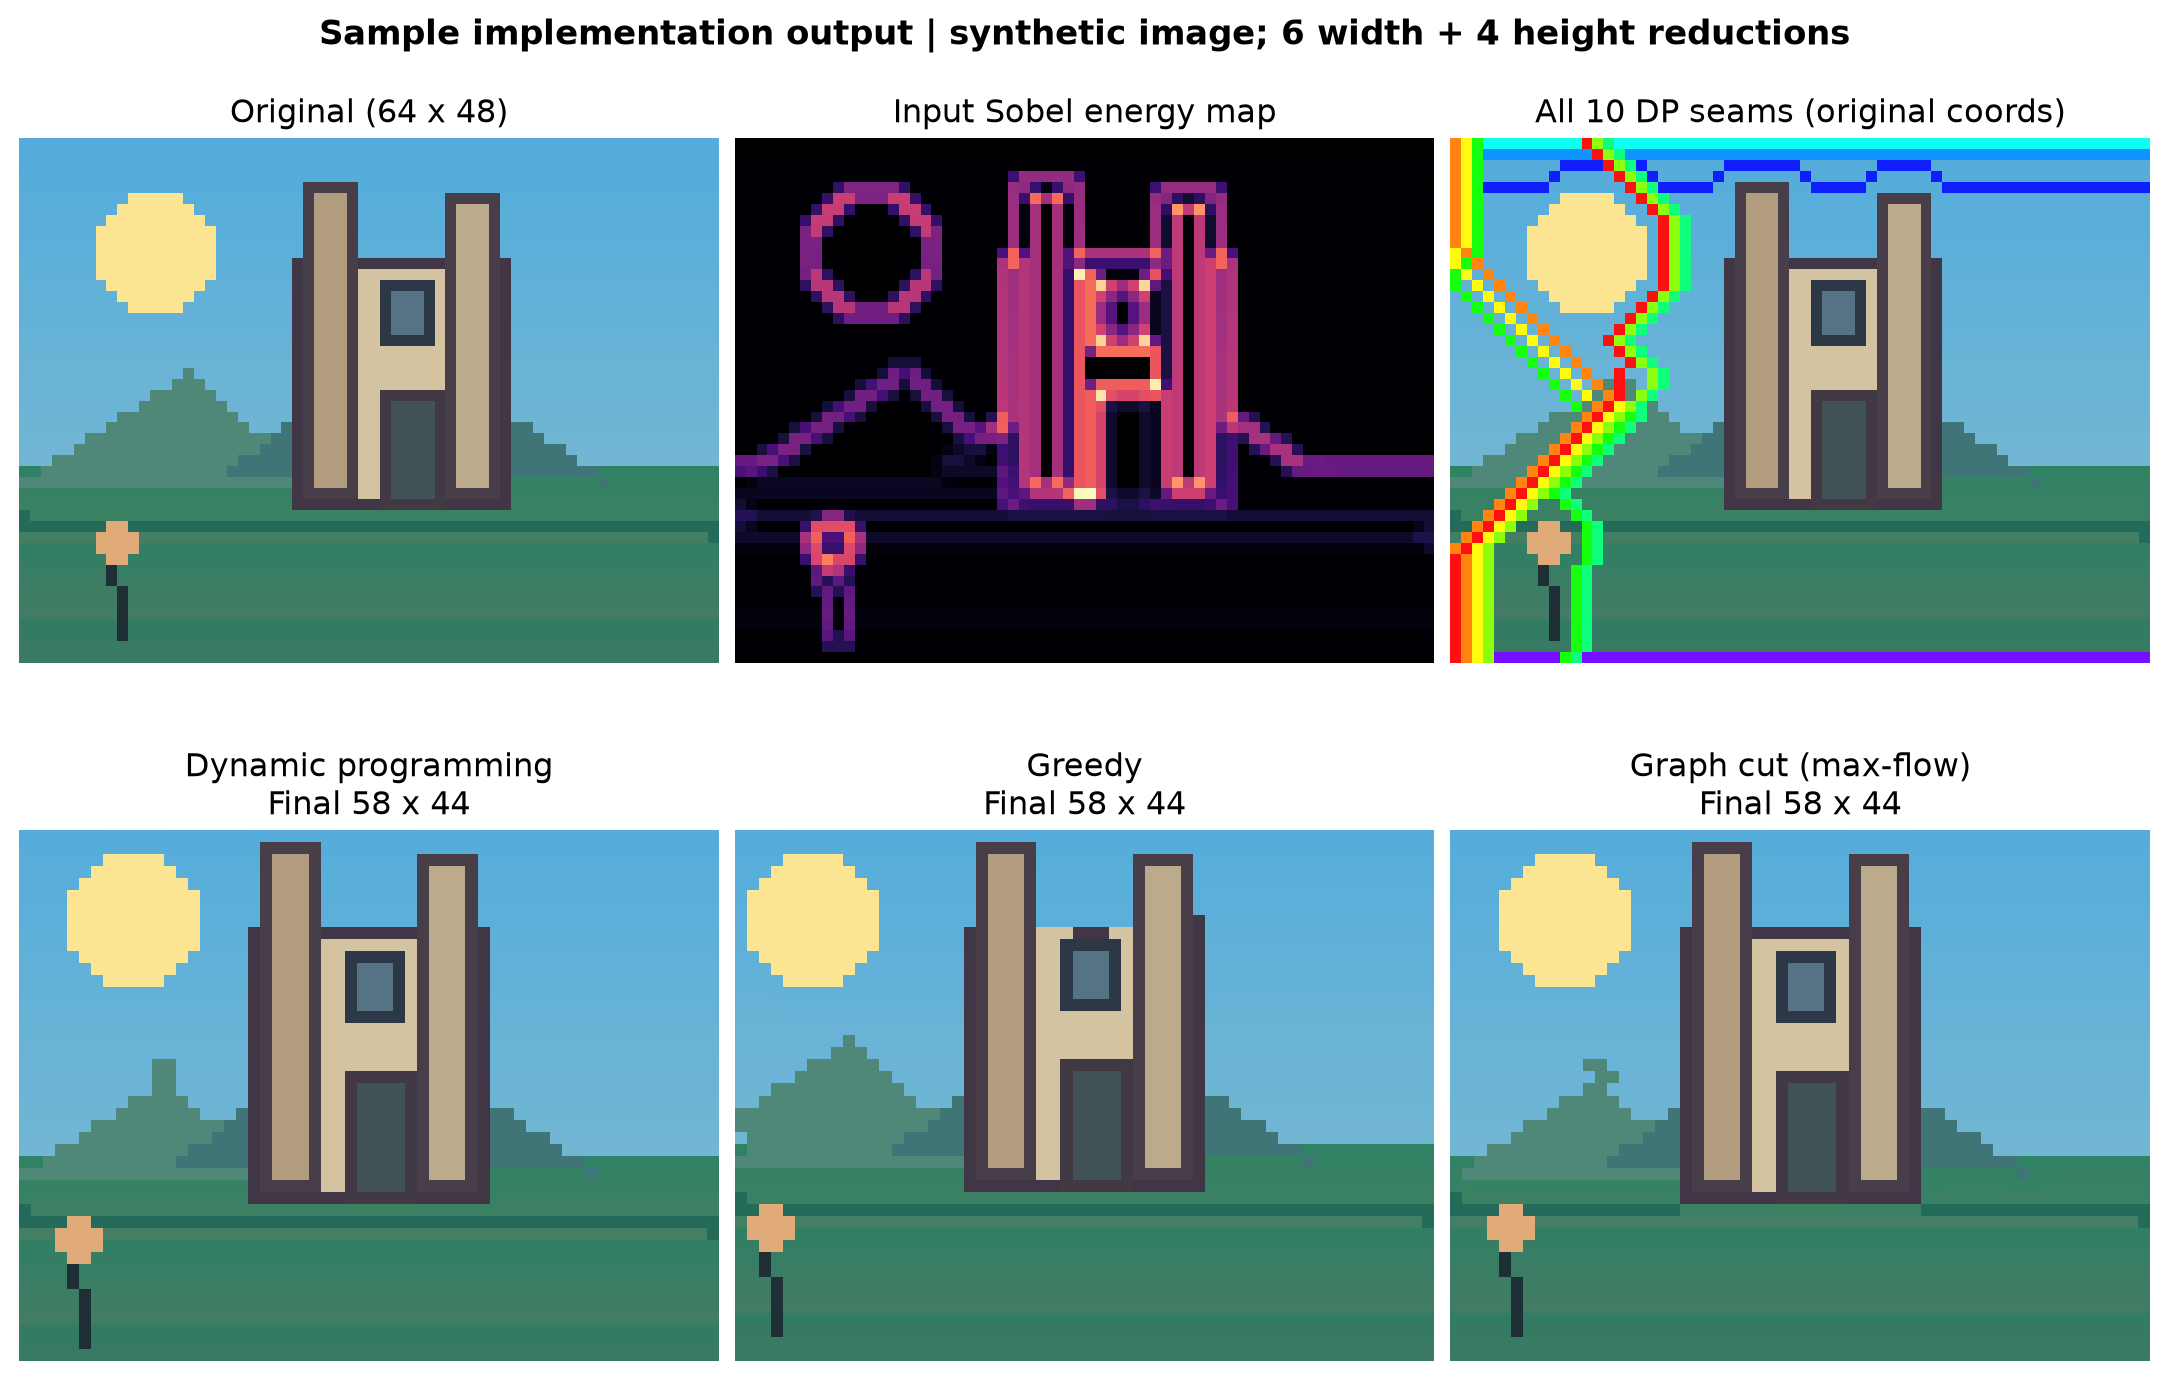 Sample implementation output | synthetic image; 6 width + 4 height reductions
Original (64 x 48)
Input Sobel energy map
All 10 DP seams (original coords)
Dynamic programming
Final 58 x 44
Greedy
Final 58 x 44
Graph cut (max-flow)
Final 58 x 44